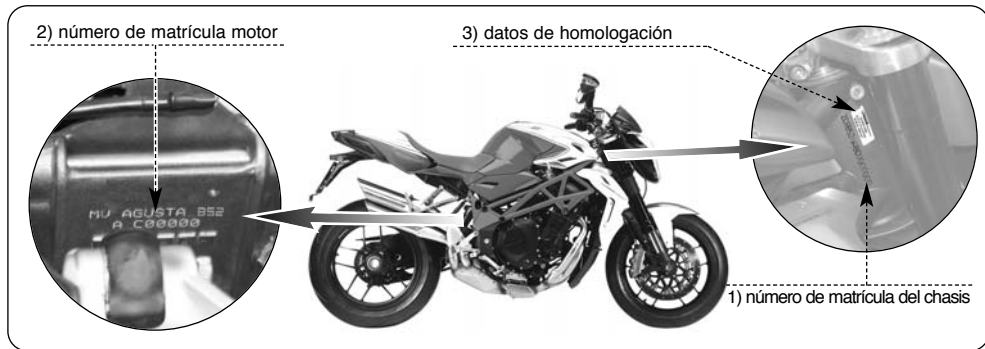 2) número de matrícula motor
3) datos de homologación
MV AGUSTA B52
A C00000
1) número de matrícula del chasis